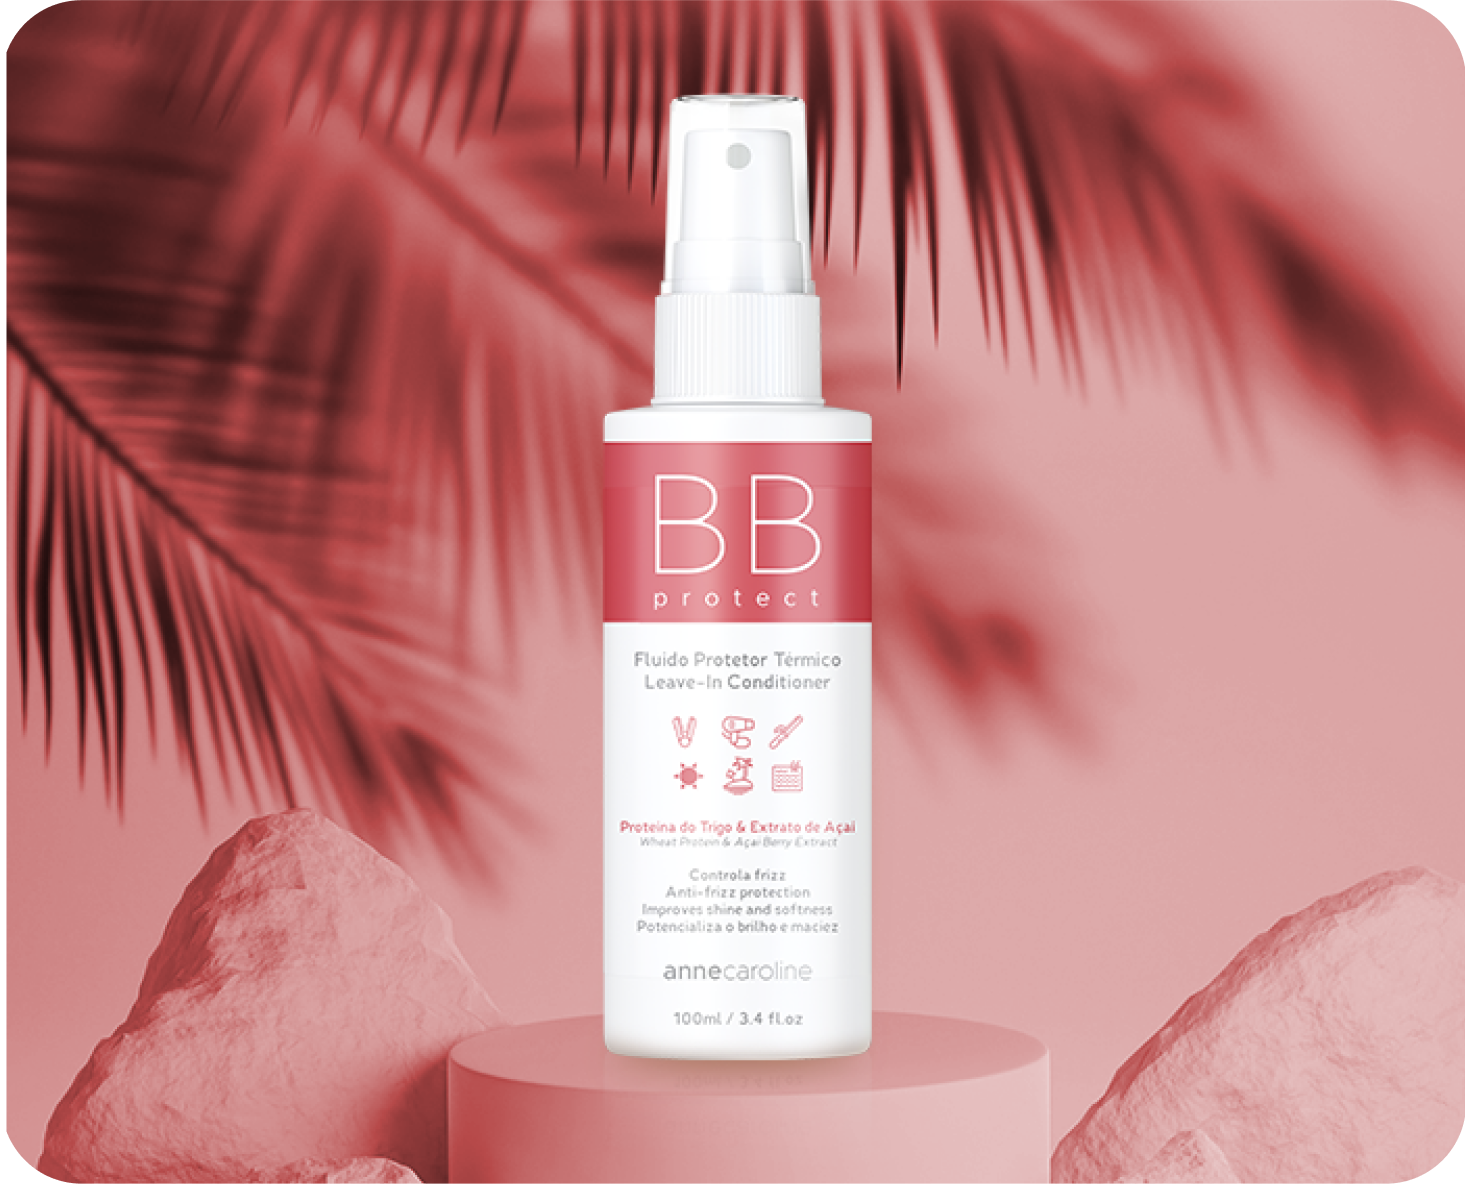 BB
protect
Fluido Protetor Térmico
Leave-In Conditioner
Proteína do Trigo & Extrato de Açaí
Wheat Protein & Açai Berry Extract
Controla frizz
Anti-frizz protection
Improves shine and softness
Potencializa o brilho e maciez
annecaroline
100ml / 3.4 fl.oz